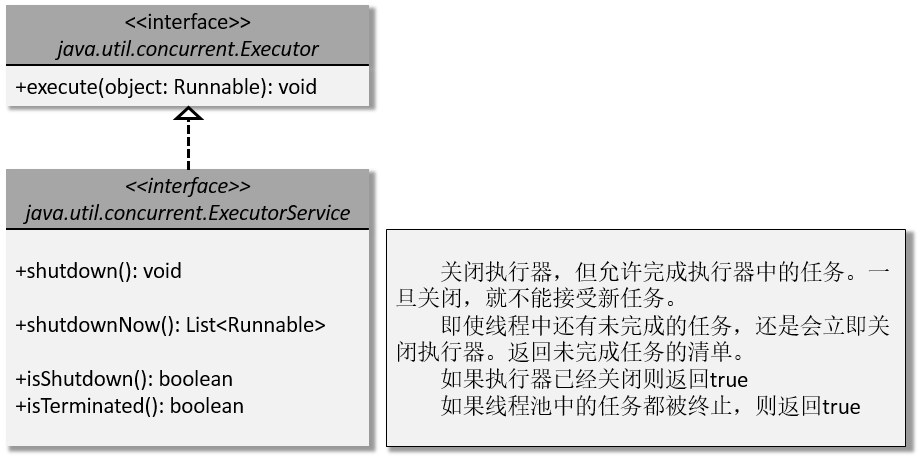 <<interface>>
java.util.concurrent.Executor
+execute(object: Runnable): void
<<interface>>
java.util.concurrent.ExecutorService
+shutdown(): void
+shutdownNow(): List<Runnable>
+isShutdown(): boolean
+isTerminated(): boolean
关闭执行器，但允许完成执行器中的任务。一
旦关闭，就不能接受新任务。
即使线程中还有未完成的任务，还是会立即关
闭执行器。返回未完成任务的清单。
如果执行器已经关闭则返回true
如果线程池中的任务都被终止，则返回true